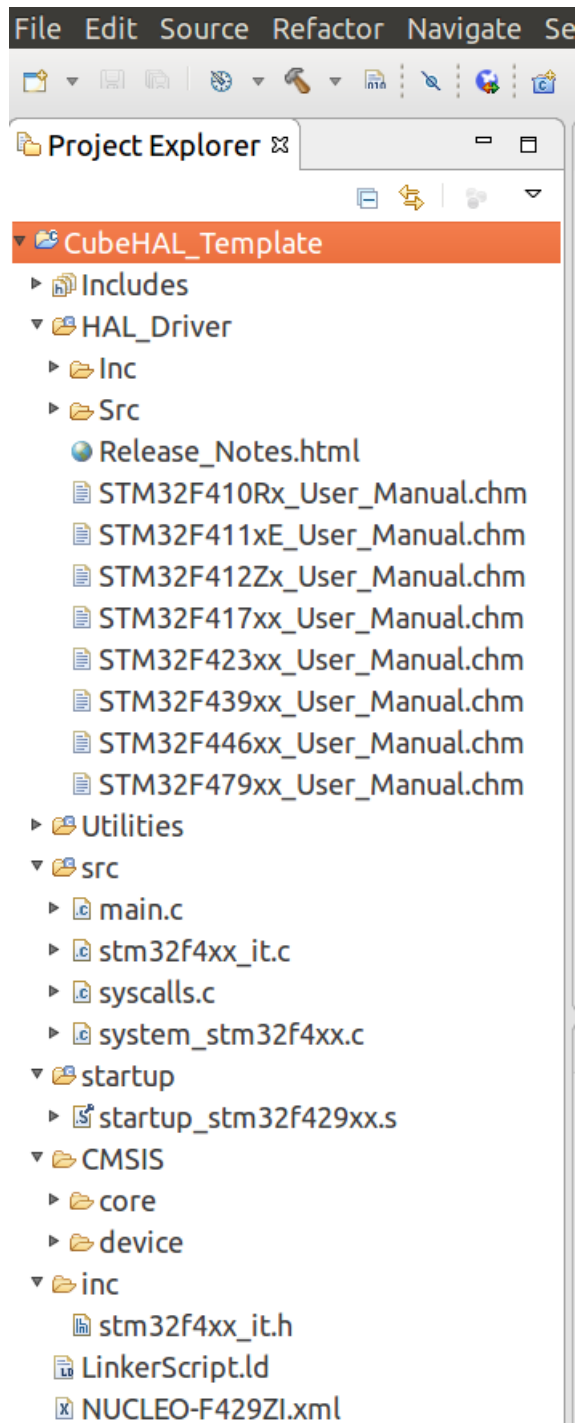 File Edit Source Refactor Navigate Se
Project Explorer
CubeHAL_Template
Includes
HAL_Driver
Inc
Src
Release_Notes.html
STM32F410Rx_User_Manual.chm
STM32F411xE_User_Manual.chm
STM32F412Zx_User_Manual.chm
STM32F417xx_User_Manual.chm
STM32F423xx_User_Manual.chm
STM32F439xx_User_Manual.chm
STM32F446xx_User_Manual.chm
STM32F479xx_User_Manual.chm
Utilities
src
main.c
stm32f4xx_it.c
syscalls.c
system_stm32f4xx.c
startup
startup_stm32f429xx.s
CMSIS
core
device
inc
stm32f4xx_it.h
LinkerScript.ld
NUCLEO-F429ZI.xml